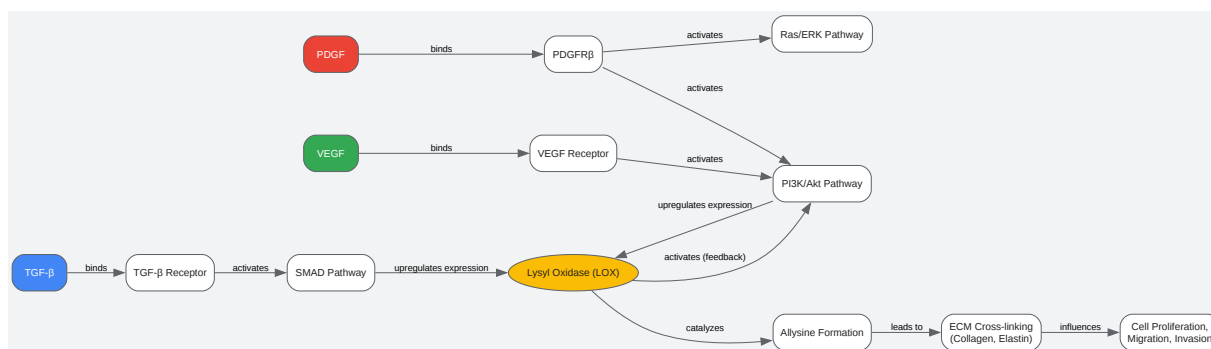 PDGF
binds
PDGFRβ
activates
Ras/ERK Pathway
activates
VEGF
binds
VEGF Receptor
activates
PI3K/Akt Pathway
upregulates expression
activates (feedback)
TGF-β
binds
TGF-β Receptor
activates
SMAD Pathway
upregulates expression
Lysyl Oxidase (LOX)
catalyzes
Allysine Formation
leads to
ECM Cross-linking
(Collagen, Elastin)
influences
Cell Proliferation,
Migration, Invasion